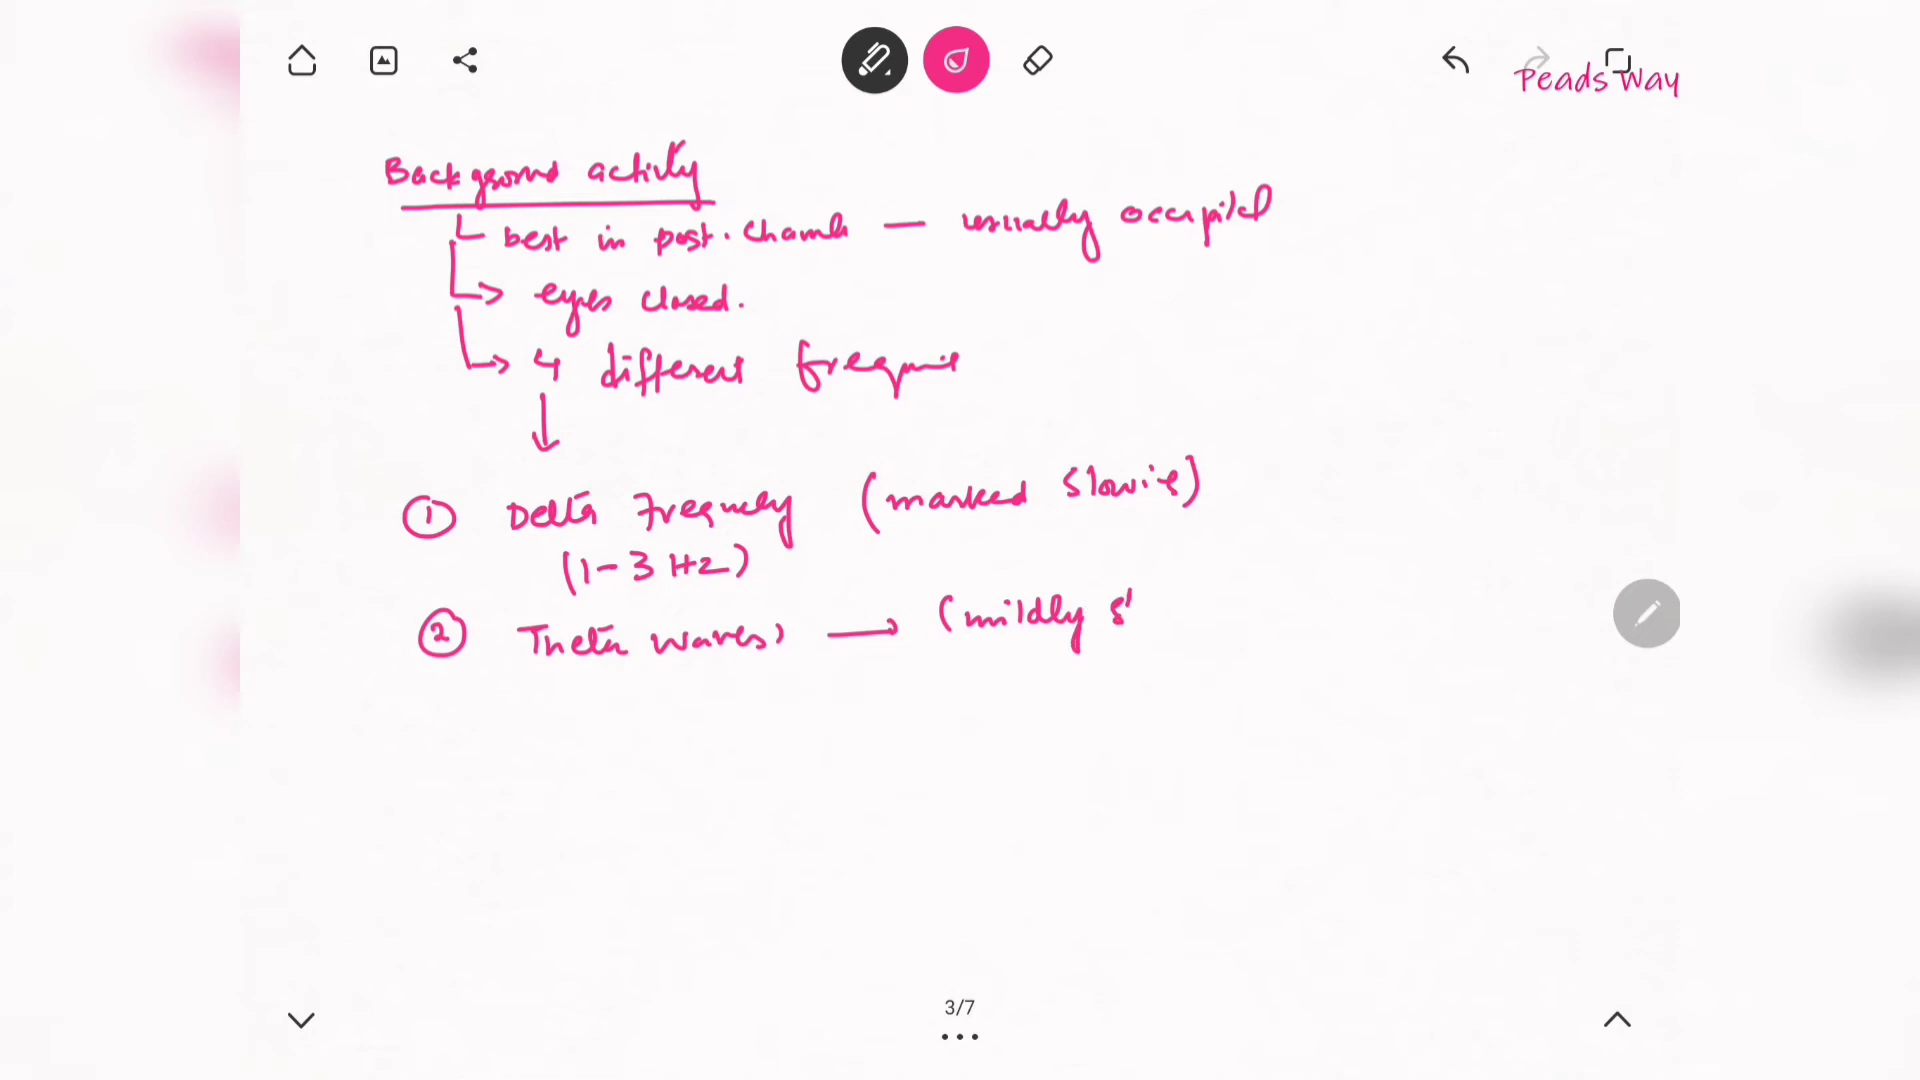 Peads Way
Background activity
best in post. channels — usually occipital
eyes closed.
4 different frequencies
① Delta Frequency (marked slowing)
(1-3 Hz)
② Theta waves) → (mildly sl
3/7